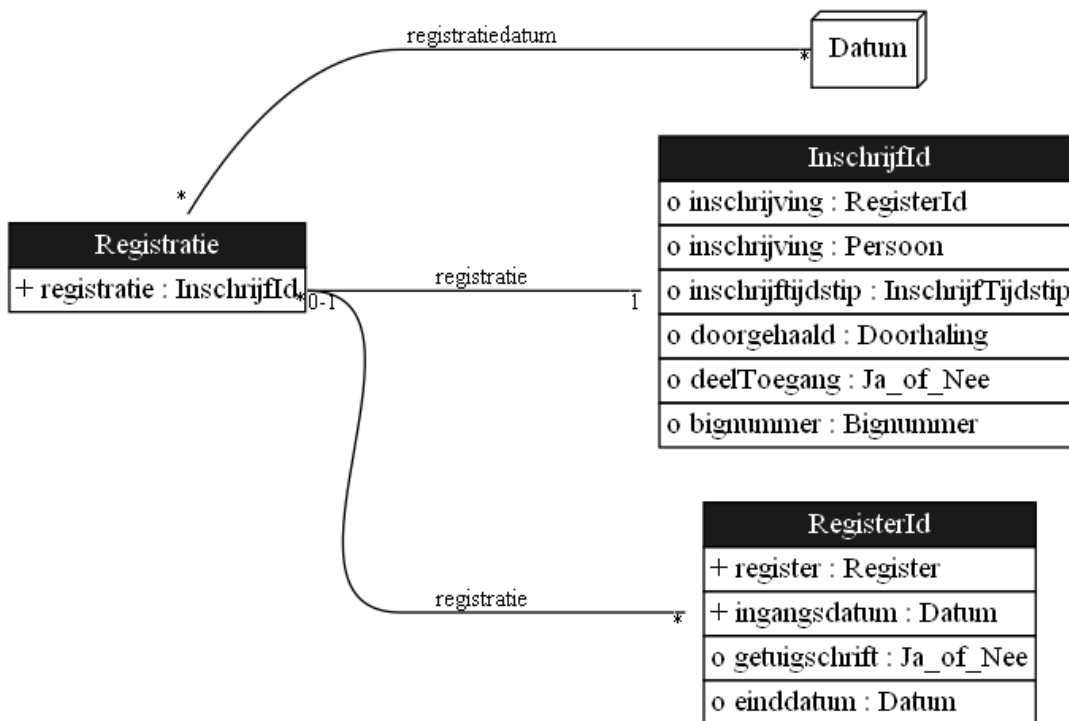 registratiedatum
*
Datum
*
InschrijfId
o inschrijving : RegisterId
o inschrijving : Persoon
o inschrijftijdstip : InschrijfTijdstip
o doorgehaald : Doorhaling
o deelToegang : Ja_of_Nee
o bignummer : Bignummer
Registratie
+ registratie : InschrijfId
*
0-1
registratie
1
registratie
*
RegisterId
+ register : Register
+ ingangsdatum : Datum
o getuigschrift : Ja_of_Nee
o einddatum : Datum